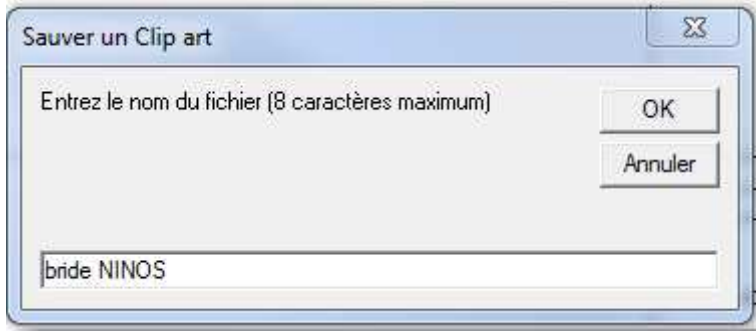 Sauver un Clip art
Entrez le nom du fichier (8 caractères maximum)
OK
Annuler
bride NINOS